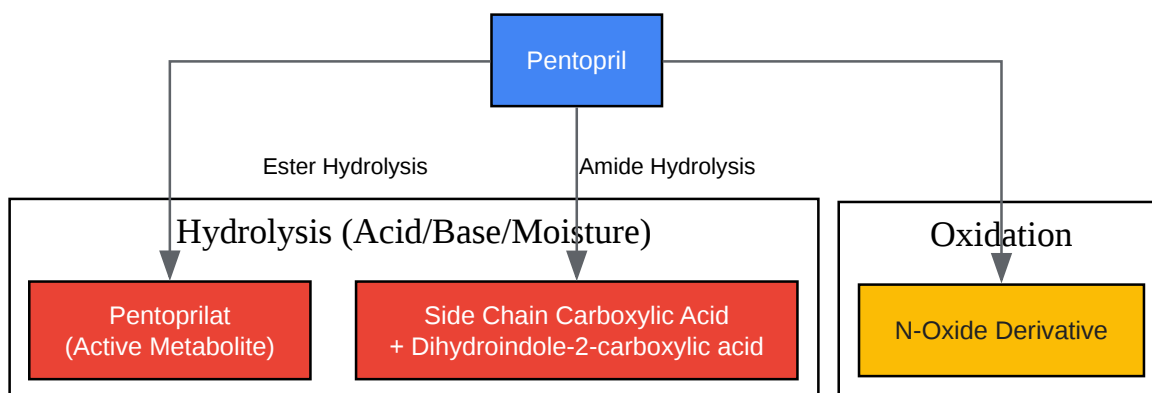 Pentopril
Ester Hydrolysis
Amide Hydrolysis
Hydrolysis (Acid/Base/Moisture)
Oxidation
Pentoprilat
(Active Metabolite)
Side Chain Carboxylic Acid
+ Dihydroindole-2-carboxylic acid
N-Oxide Derivative